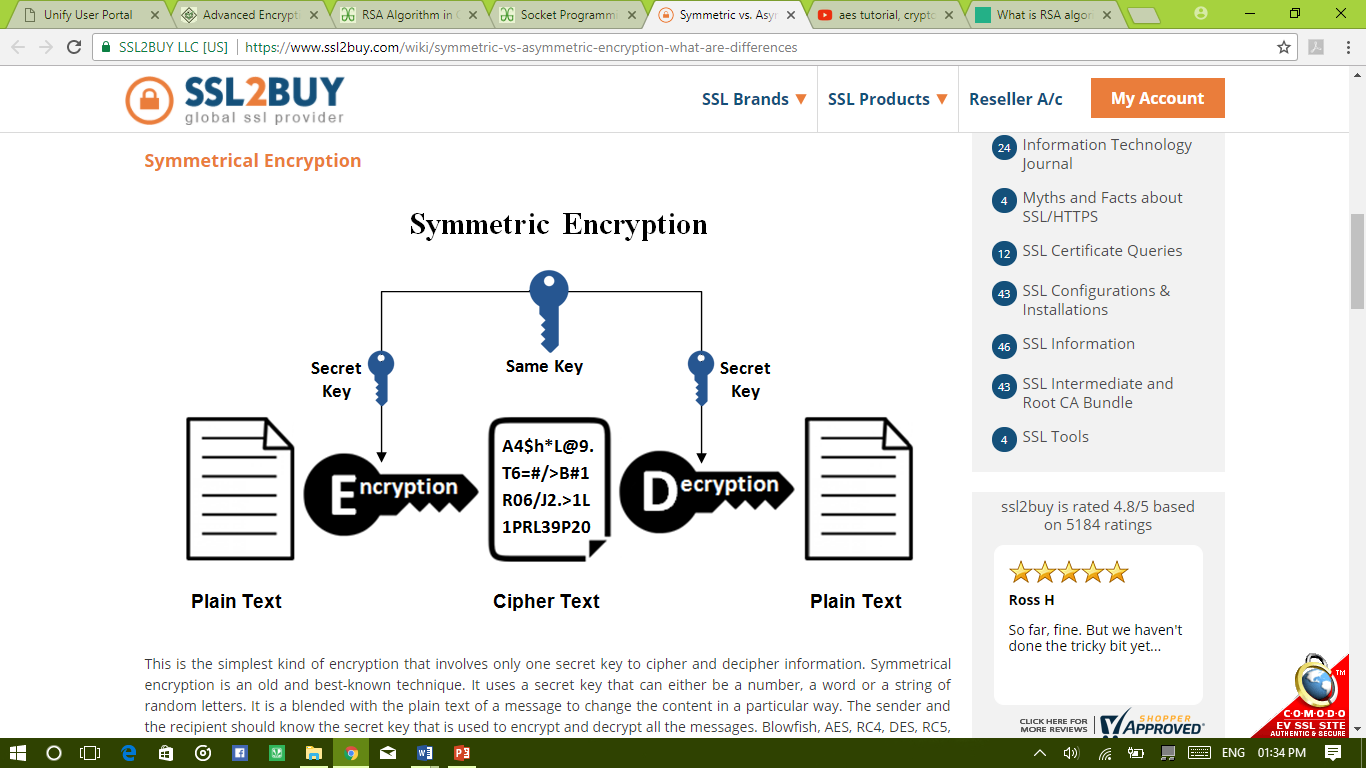 Unify User Portal
Advanced Encrypt
RSA Algorithm in C
Socket Programmi
Symmetric vs. Asy
aes tutorial, crypto
What is RSA algor
SSL2BUY LLC [US] https://www.ssl2buy.com/wiki/symmetric-vs-asymmetric-encryption-what-are-differences
SSL2BUY
global ssl provider
SSL Brands
SSL Products
Reseller A/c
My Account
Symmetrical Encryption
Symmetric Encryption
Same Key
Secret
Key
Secret
Key
Encryption
A4$h*L@9.
T6=#/>B#1
R06/J2.>1L
1PRL39P20
Decryption
Plain Text
Cipher Text
Plain Text
This is the simplest kind of encryption that involves only one secret key to cipher and decipher information. Symmetrical
encryption is an old and best-known technique. It uses a secret key that can either be a number, a word or a string of
random letters. It is a blended with the plain text of a message to change the content in a particular way. The sender and
the recipient should know the secret key that is used to encrypt and decrypt all the messages. Blowfish, AES, RC4, DES, RC5,
24 Information Technology
Journal
4 Myths and Facts about
SSL/HTTPS
12 SSL Certificate Queries
43 SSL Configurations &
Installations
46 SSL Information
43 SSL Intermediate and
Root CA Bundle
4 SSL Tools
ssl2buy is rated 4.8/5 based
on 5184 ratings
Ross H
So far, fine. But we haven't
done the tricky bit yet...
CLICK HERE FOR
MORE REVIEWS
SHOPPER
APPROVED
TM
C·O·M·O·D·O
EV SSL SITE
AUTHENTIC & SECURE
ENG 01:34 PM